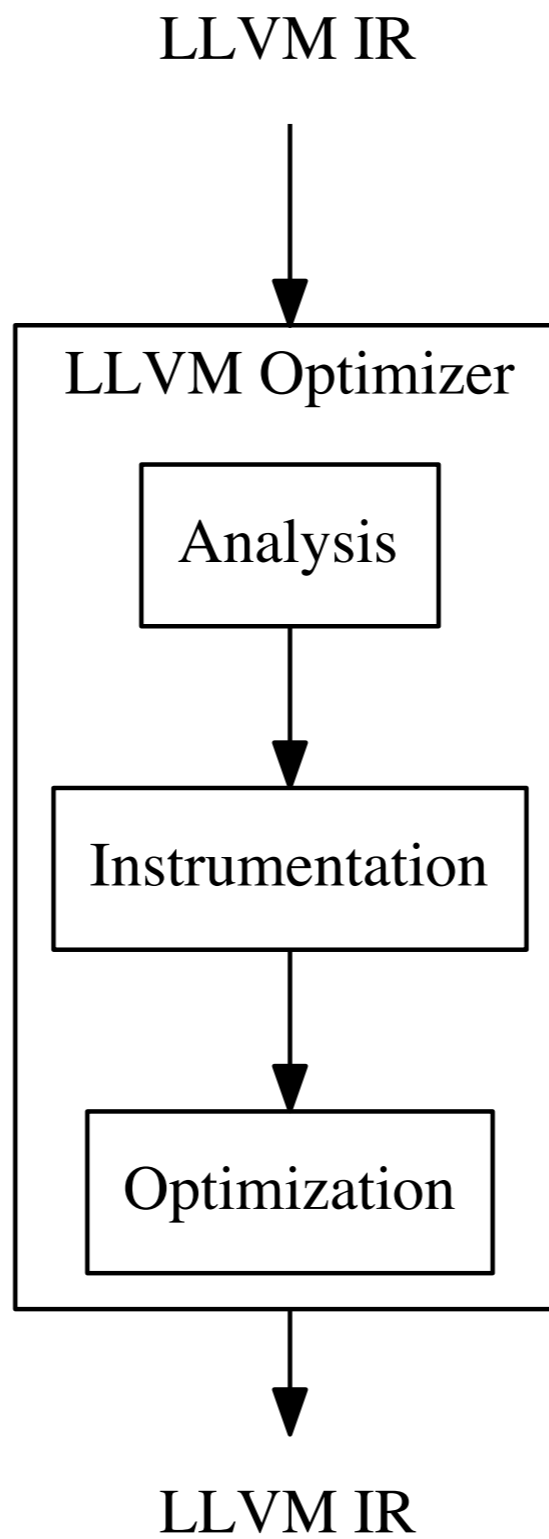 LLVM IR
LLVM Optimizer
Analysis
Instrumentation
Optimization
LLVM IR